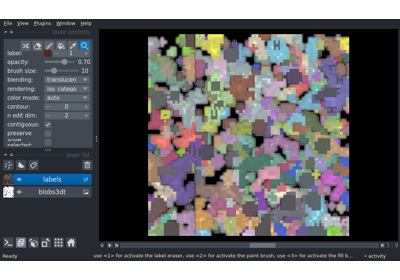 File View Plugins Window Help
layer controls
label: 1
opacity: 0.70
brush size: 10
blending: translucen
rendering: iso_catego
color mode: auto
contour: 0
n edit dim: 2
contiguous:
preserve
selected:
layer list
labels
blobs3dt
Ready
use <1> for activate the label eraser, use <2> for activate the paint brush, use <3> for activate the fill b...
activity